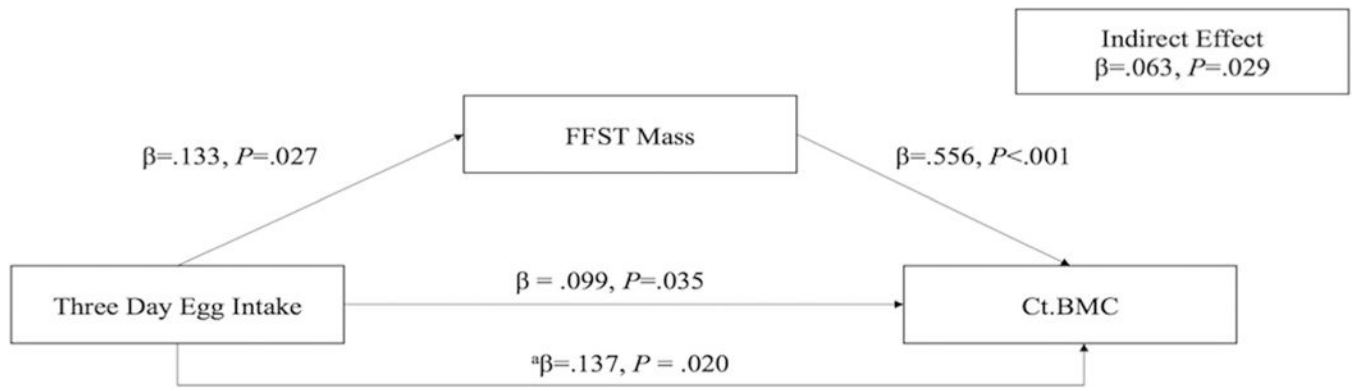 Indirect Effect
β=.063, P=.029
FFST Mass
β=.133, P=.027
β=.556, P<.001
β = .099, P=.035
Three Day Egg Intake
Ct.BMC
ᵃβ=.137, P = .020